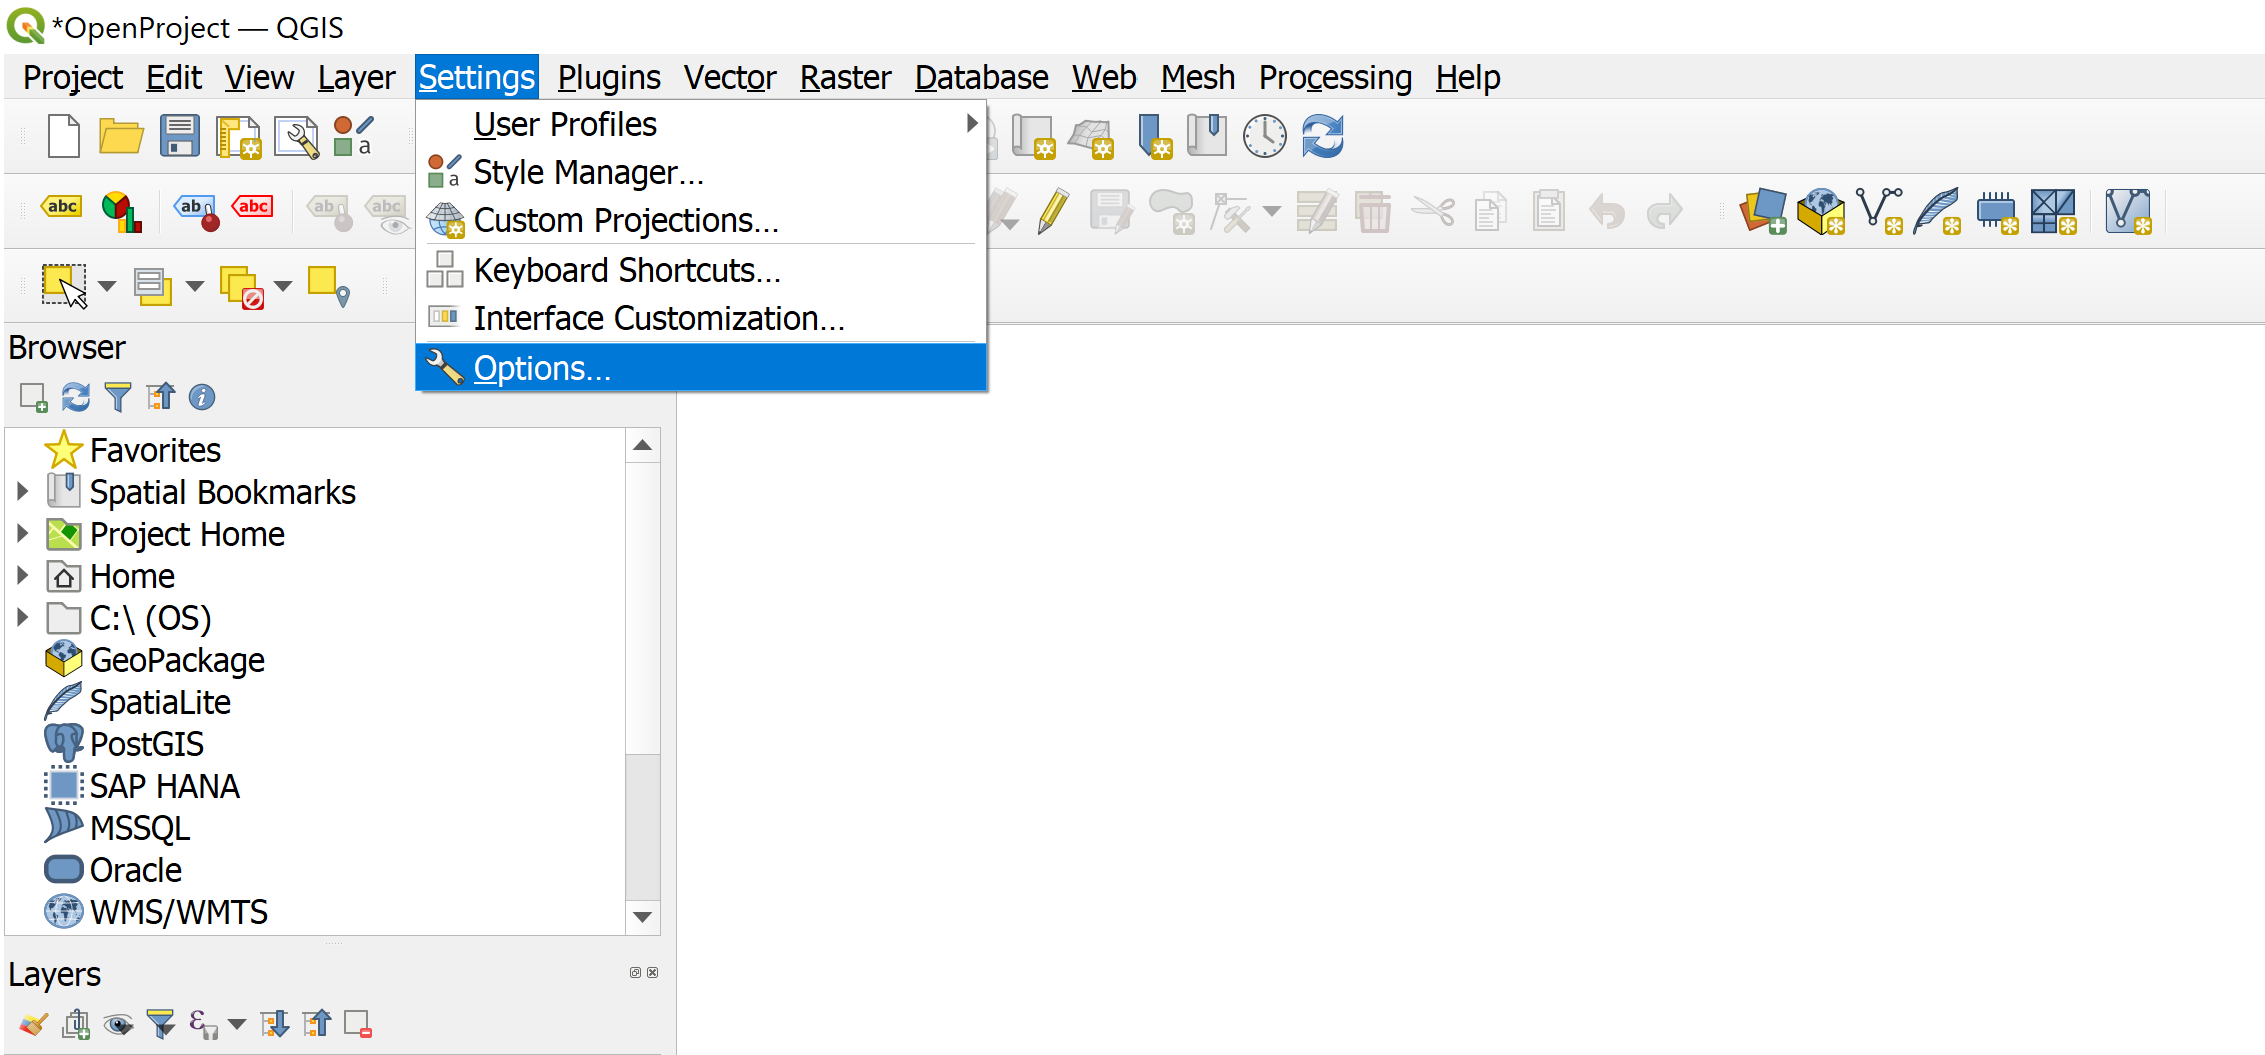 *OpenProject — QGIS
Project Edit View Layer Settings Plugins Vector Raster Database Web Mesh Processing Help
User Profiles
Style Manager...
Custom Projections...
Keyboard Shortcuts...
Interface Customization...
Options...
a
a
abc
ab
abc
ab
abc
Browser
Favorites
Spatial Bookmarks
Project Home
Home
C:\ (OS)
GeoPackage
SpatiaLite
PostGIS
SAP HANA
MSSQL
Oracle
WMS/WMTS
Layers
ε